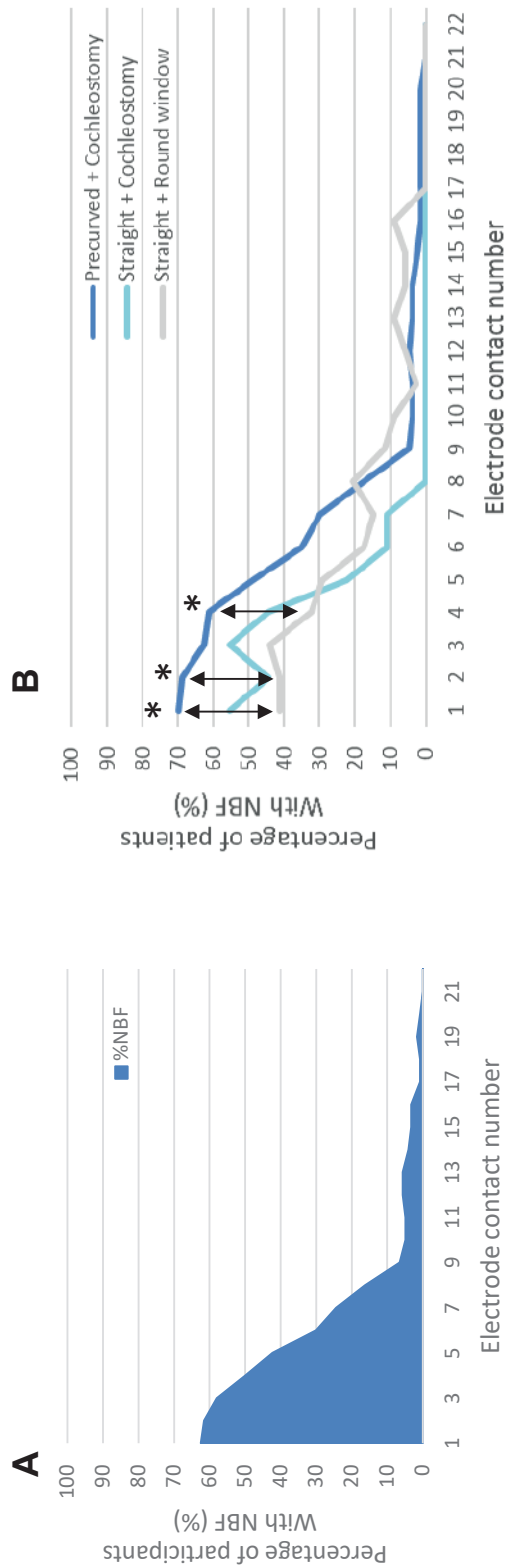 A
100
90
80
70
60
50
40
30
20
10
0
Percentage of participants
With NBF (%)
%NBF
1 3 5 7 9 11 13 15 17 19 21
Electrode contact number
B
100
90
80
70
60
50
40
30
20
10
0
Percentage of patients
With NBF (%)
Precurved + Cochleostomy
Straight + Cochleostomy
Straight + Round window
* * *
1 2 3 4 5 6 7 8 9 10 11 12 13 14 15 16 17 18 19 20 21 22
Electrode contact number